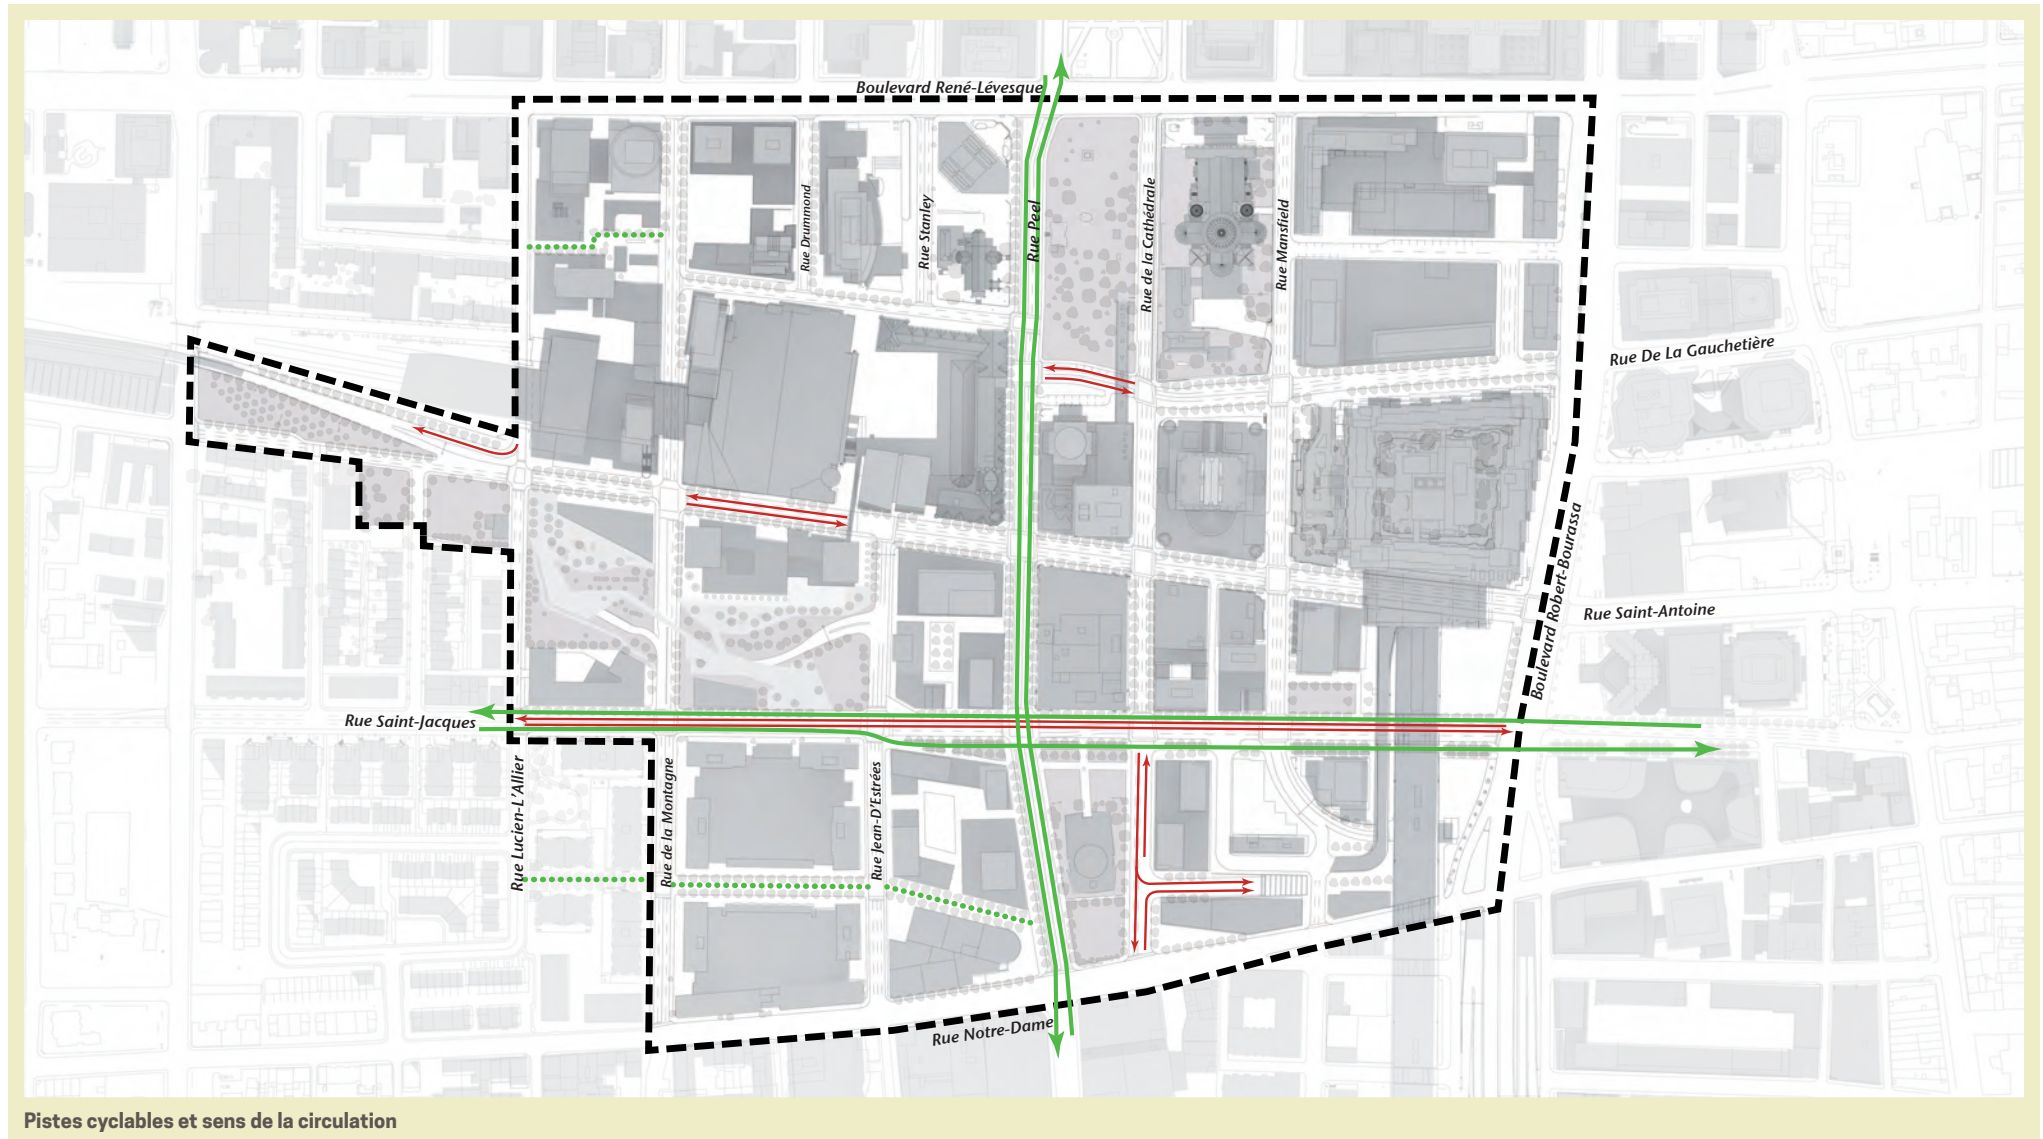 Boulevard René-Lévesque
Rue Drummond
Rue Stanley
Rue Peel
Rue de la Cathédrale
Rue Mansfield
Rue De La Gauchetière
Boulevard Robert-Bourassa
Rue Saint-Antoine
Rue Saint-Jacques
Rue Lucien-L'Allier
Rue de la Montagne
Rue Jean-D'Estrées
Rue Notre-Dame
Pistes cyclables et sens de la circulation